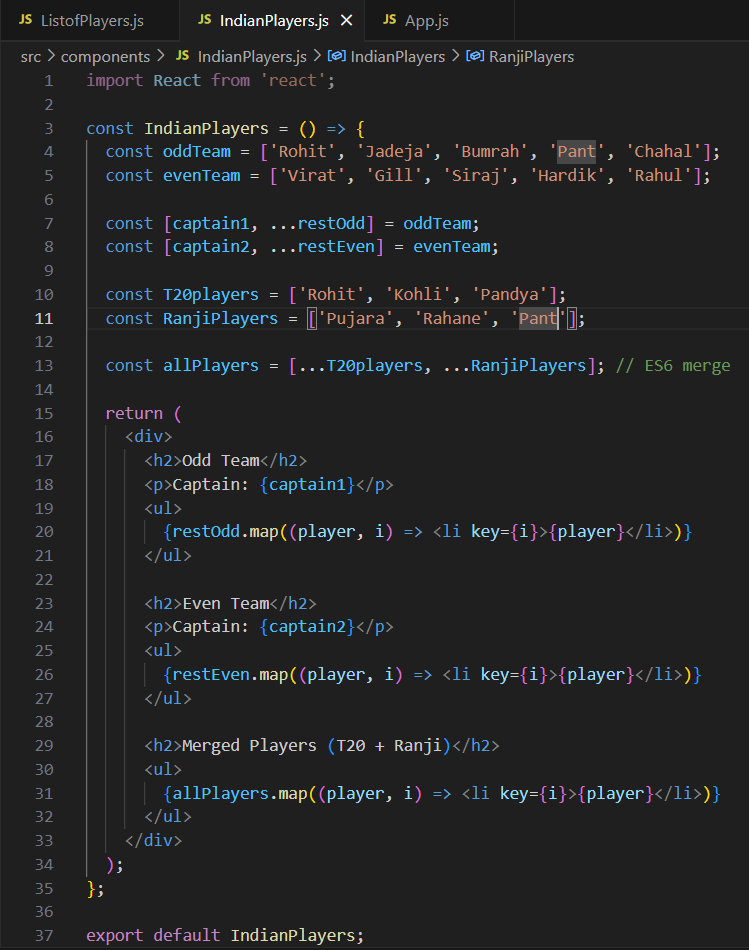 JS ListofPlayers.js JS IndianPlayers.js × JS App.js
src > components > JS IndianPlayers.js > IndianPlayers > RanjiPlayers
1 import React from 'react';
2
3 const IndianPlayers = () => {
4   const oddTeam = ['Rohit', 'Jadeja', 'Bumrah', 'Pant', 'Chahal'];
5   const evenTeam = ['Virat', 'Gill', 'Siraj', 'Hardik', 'Rahul'];
6
7   const [captain1, ...restOdd] = oddTeam;
8   const [captain2, ...restEven] = evenTeam;
9
10   const T20players = ['Rohit', 'Kohli', 'Pandya'];
11   const RanjiPlayers = ['Pujara', 'Rahane', 'Pant'];
12
13   const allPlayers = [...T20players, ...RanjiPlayers]; // ES6 merge
14
15   return (
16     <div>
17       <h2>Odd Team</h2>
18       <p>Captain: {captain1}</p>
19       <ul>
20         {restOdd.map((player, i) => <li key={i}>{player}</li>)}
21       </ul>
22
23       <h2>Even Team</h2>
24       <p>Captain: {captain2}</p>
25       <ul>
26         {restEven.map((player, i) => <li key={i}>{player}</li>)}
27       </ul>
28
29       <h2>Merged Players (T20 + Ranji)</h2>
30       <ul>
31         {allPlayers.map((player, i) => <li key={i}>{player}</li>)}
32       </ul>
33     </div>
34   );
35 };
36
37 export default IndianPlayers;